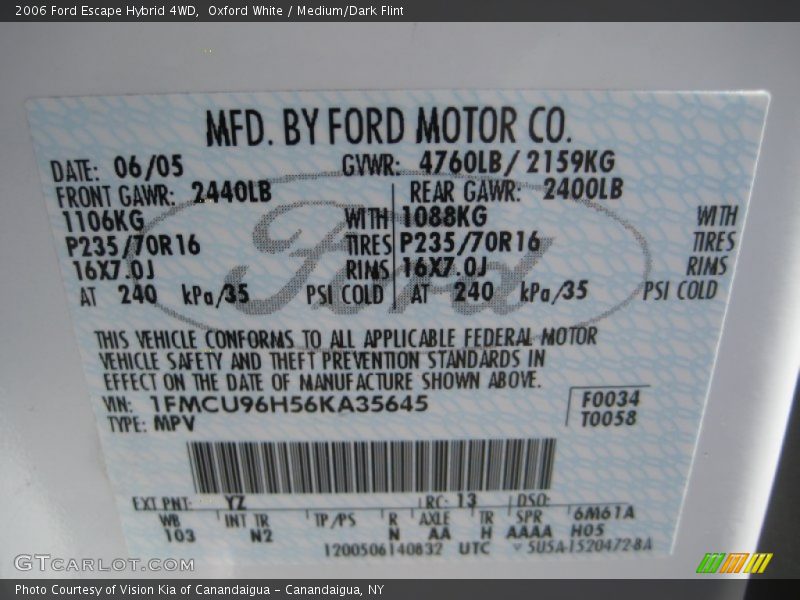 2006 Ford Escape Hybrid 4WD, Oxford White / Medium/Dark Flint
MFD. BY FORD MOTOR CO.
DATE: 06/05 GVWR: 4760LB/ 2159KG
FRONT GAWR: 2440LB REAR GAWR: 2400LB
1106KG WITH 1088KG WITH
P235/70R16 TIRES P235/70R16 TIRES
16X7.0J RIMS 16X7.0J RIMS
AT 240 kPa/35 PSI COLD AT 240 kPa/35 PSI COLD
Ford
THIS VEHICLE CONFORMS TO ALL APPLICABLE FEDERAL MOTOR
VEHICLE SAFETY AND THEFT PREVENTION STANDARDS IN
EFFECT ON THE DATE OF MANUFACTURE SHOWN ABOVE.
VIN: 1FMCU96H56KA35645 F0034
TYPE: MPV T0058
EXT PNT: YZ RC: 13 DSO:
WB INT TR TP/PS R AXLE TR SPR 6M61A
103 N2 N AA H AAAA H05
1200506140832 UTC ▽ 5U5A-1520472-BA
GTCARLOT.COM
Photo Courtesy of Vision Kia of Canandaigua – Canandaigua, NY